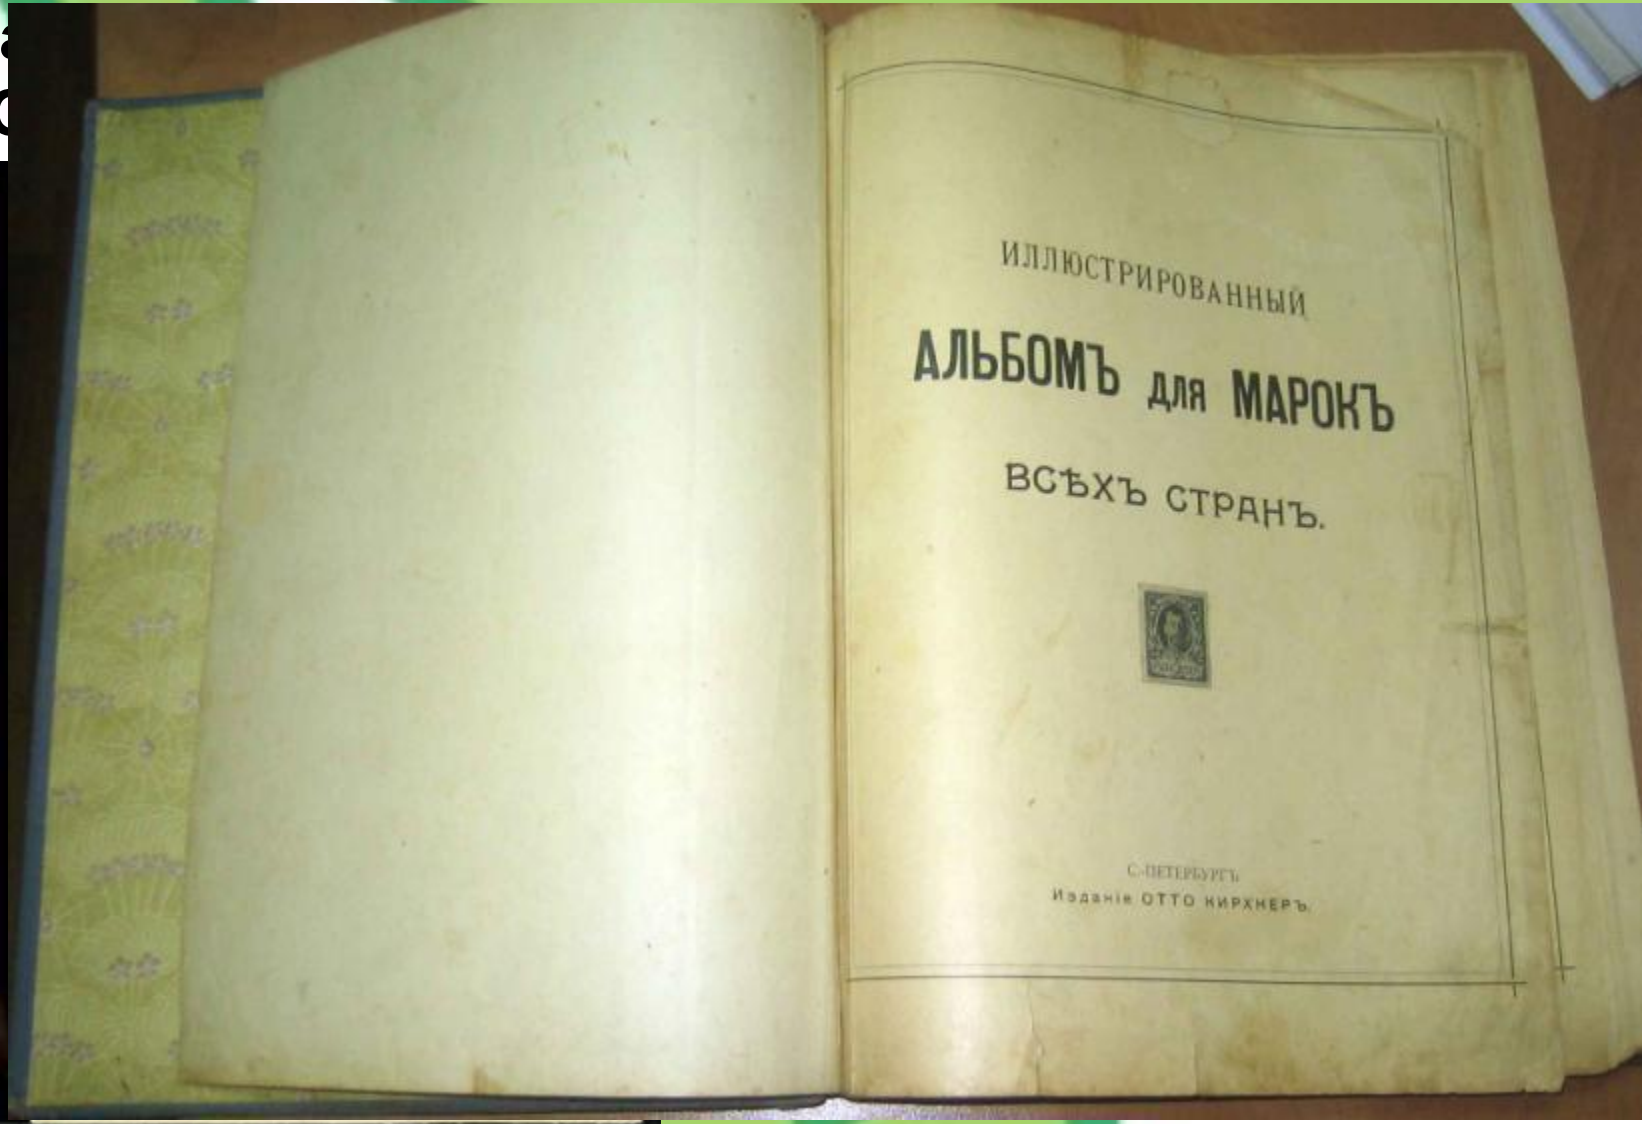 ИЛЛЮСТРИРОВАННЫЙ
АЛЬБОМЪ для МАРОКЪ
ВСѢХЪ СТРАНЪ.
С.-ПЕТЕРБУРГЪ
Изданіе ОТТО КИРХНЕРЪ.